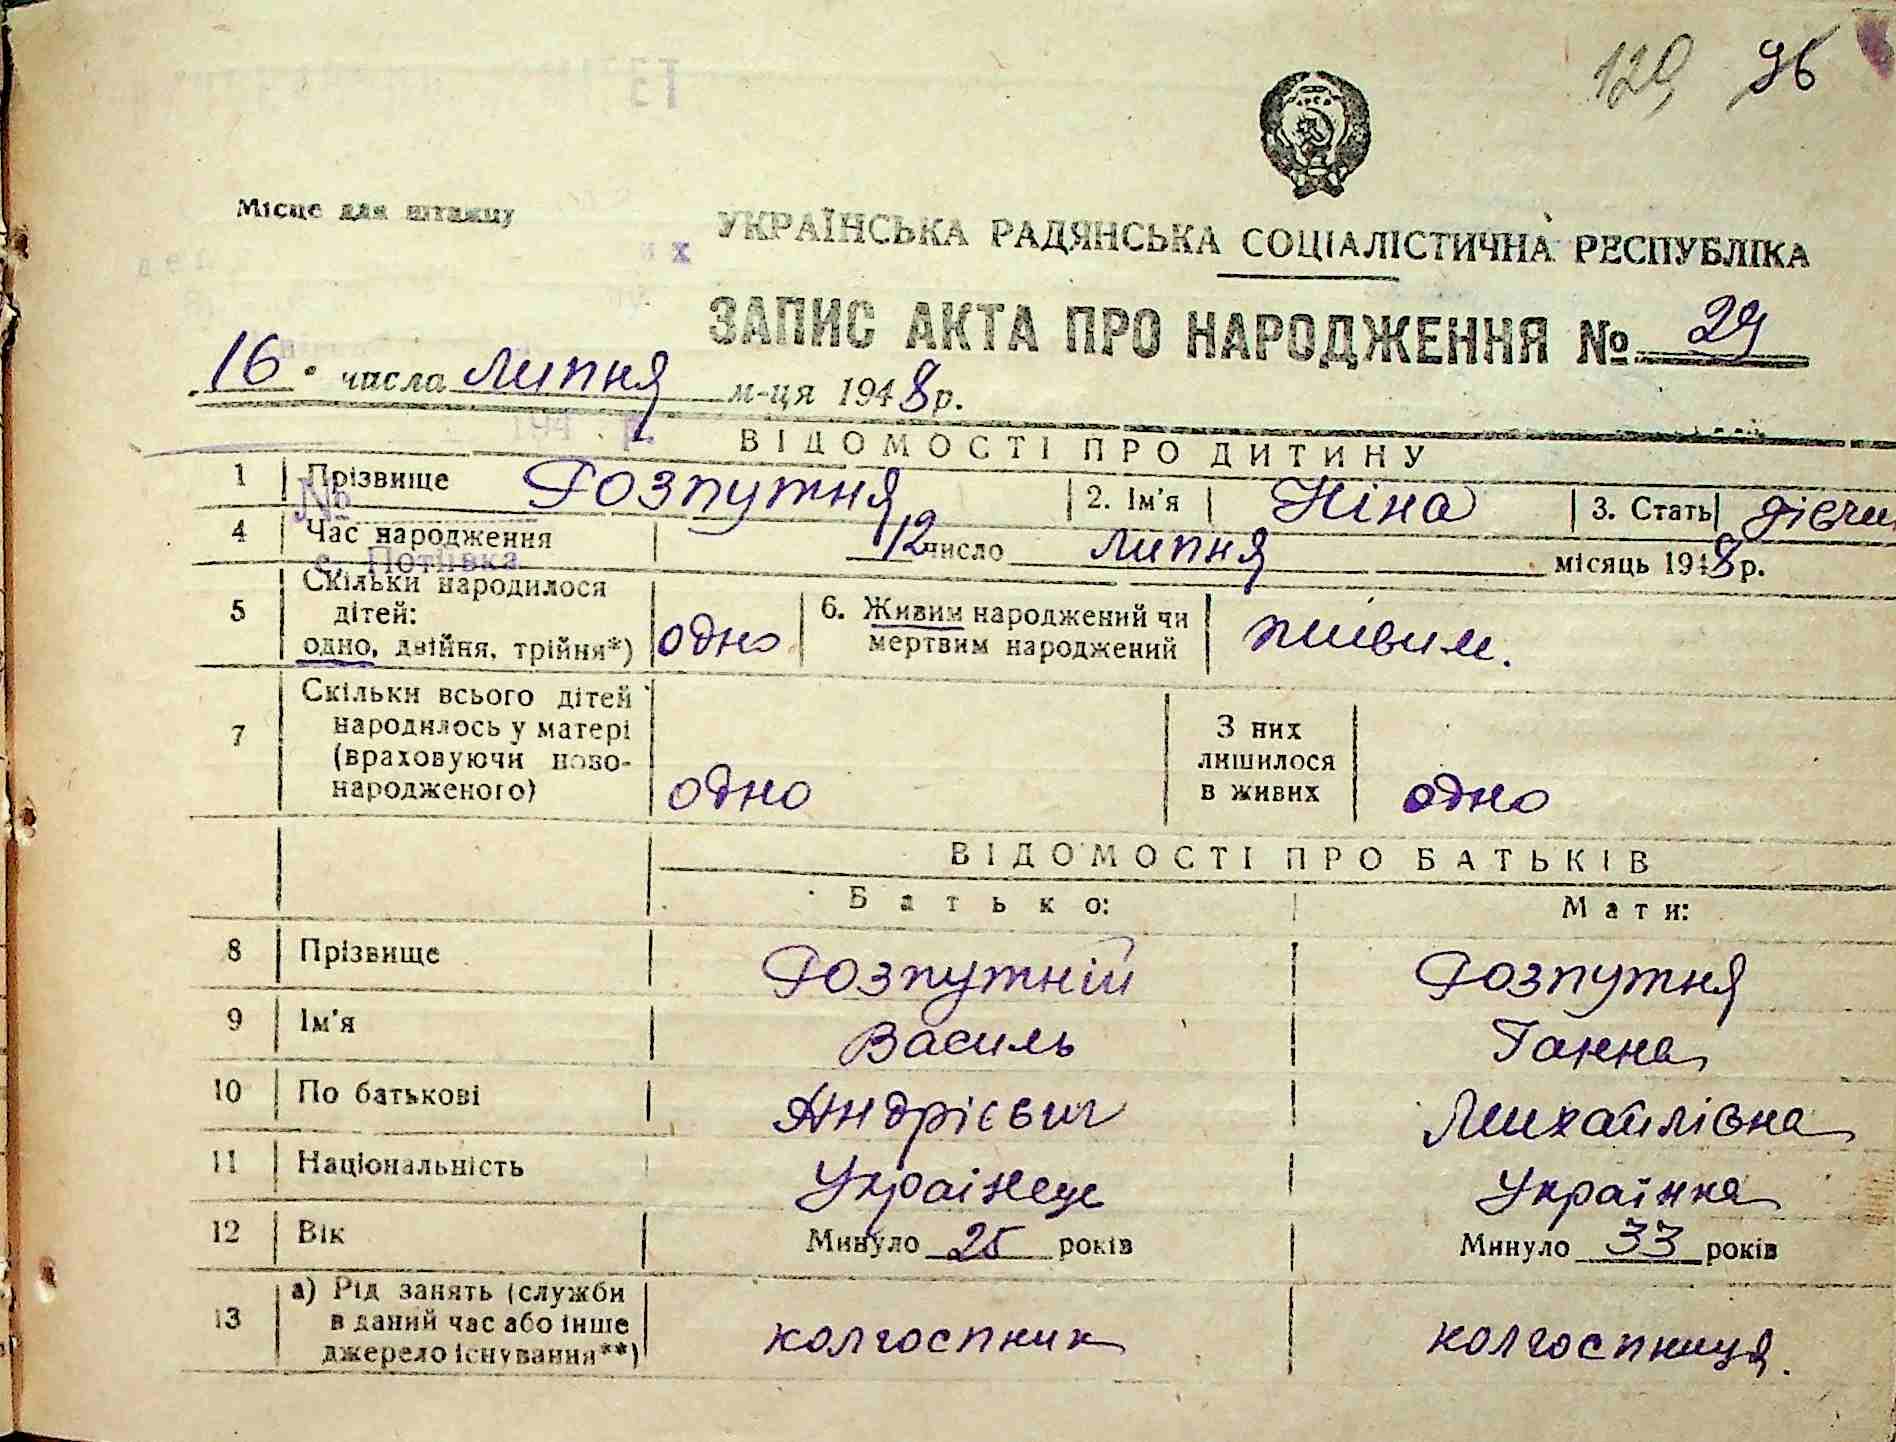 129 96
Місце для штампу
УКРАЇНСЬКА РАДЯНСЬКА СОЦІАЛІСТИЧНА РЕСПУБЛІКА
ЗАПИС АКТА ПРО НАРОДЖЕННЯ № 29
16 числа липня м-ця 1948 р.
ВІДОМОСТІ ПРО ДИТИНУ
1 Прізвище Розпутня 2. Ім'я Ніна 3. Стать дівчи
№
4 Час народження 12 число липня місяць 1948 р.
с. Потіївка
5 Скільки народилося дітей: одно, двійня, трійня*) одно 6. Живим народжений чи мертвим народжений живим.
7 Скільки всього дітей народилось у матері (враховуючи ново-народженого) одно З них лишилося в живих одно
ВІДОМОСТІ ПРО БАТЬКІВ
Батько: Мати:
8 Прізвище Розпутній Розпутня
9 Ім'я Василь Ганна
10 По батькові Андрієвич Михайлівна
11 Національність Українець Українка
12 Вік Минуло 25 років Минуло 33 років
13 а) Рід занять (служби в даний час або інше джерело існування**) колгоспник колгоспниця.